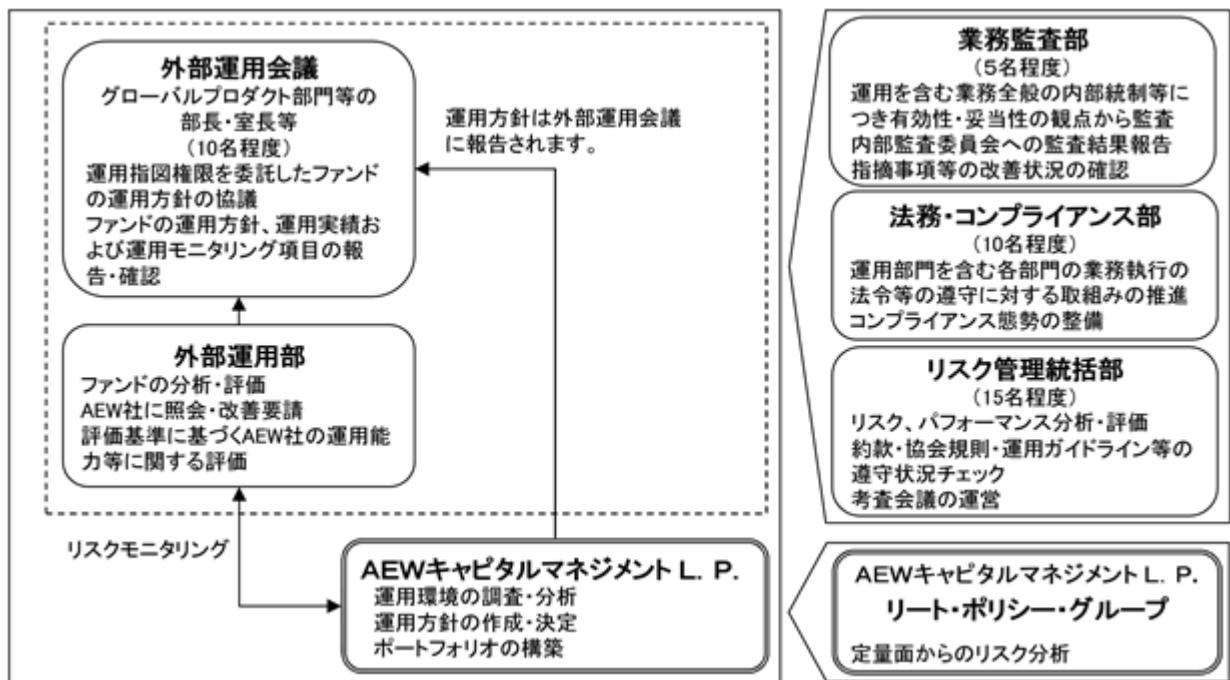 外部運用会議
グローバルプロダクト部門等の
部長・室長等
(10名程度)
運用指図権限を委託したファンド
の運用方針の協議
ファンドの運用方針、運用実績お
よび運用モニタリング項目の報
告・確認
運用方針は外部運用会議
に報告されます。
外部運用部
ファンドの分析・評価
AEW社に照会・改善要請
評価基準に基づくAEW社の運用能
力等に関する評価
リスクモニタリング
AEWキャピタルマネジメント L. P.
運用環境の調査・分析
運用方針の作成・決定
ポートフォリオの構築
業務監査部
(5名程度)
運用を含む業務全般の内部統制等に
つき有効性・妥当性の観点から監査
内部監査委員会への監査結果報告
指摘事項等の改善状況の確認
法務・コンプライアンス部
(10名程度)
運用部門を含む各部門の業務執行の
法令等の遵守に対する取組みの推進
コンプライアンス態勢の整備
リスク管理統括部
(15名程度)
リスク、パフォーマンス分析・評価
約款・協会規則・運用ガイドライン等の
遵守状況チェック
考査会議の運営
AEWキャピタルマネジメント L. P.
リート・ポリシー・グループ
定量面からのリスク分析